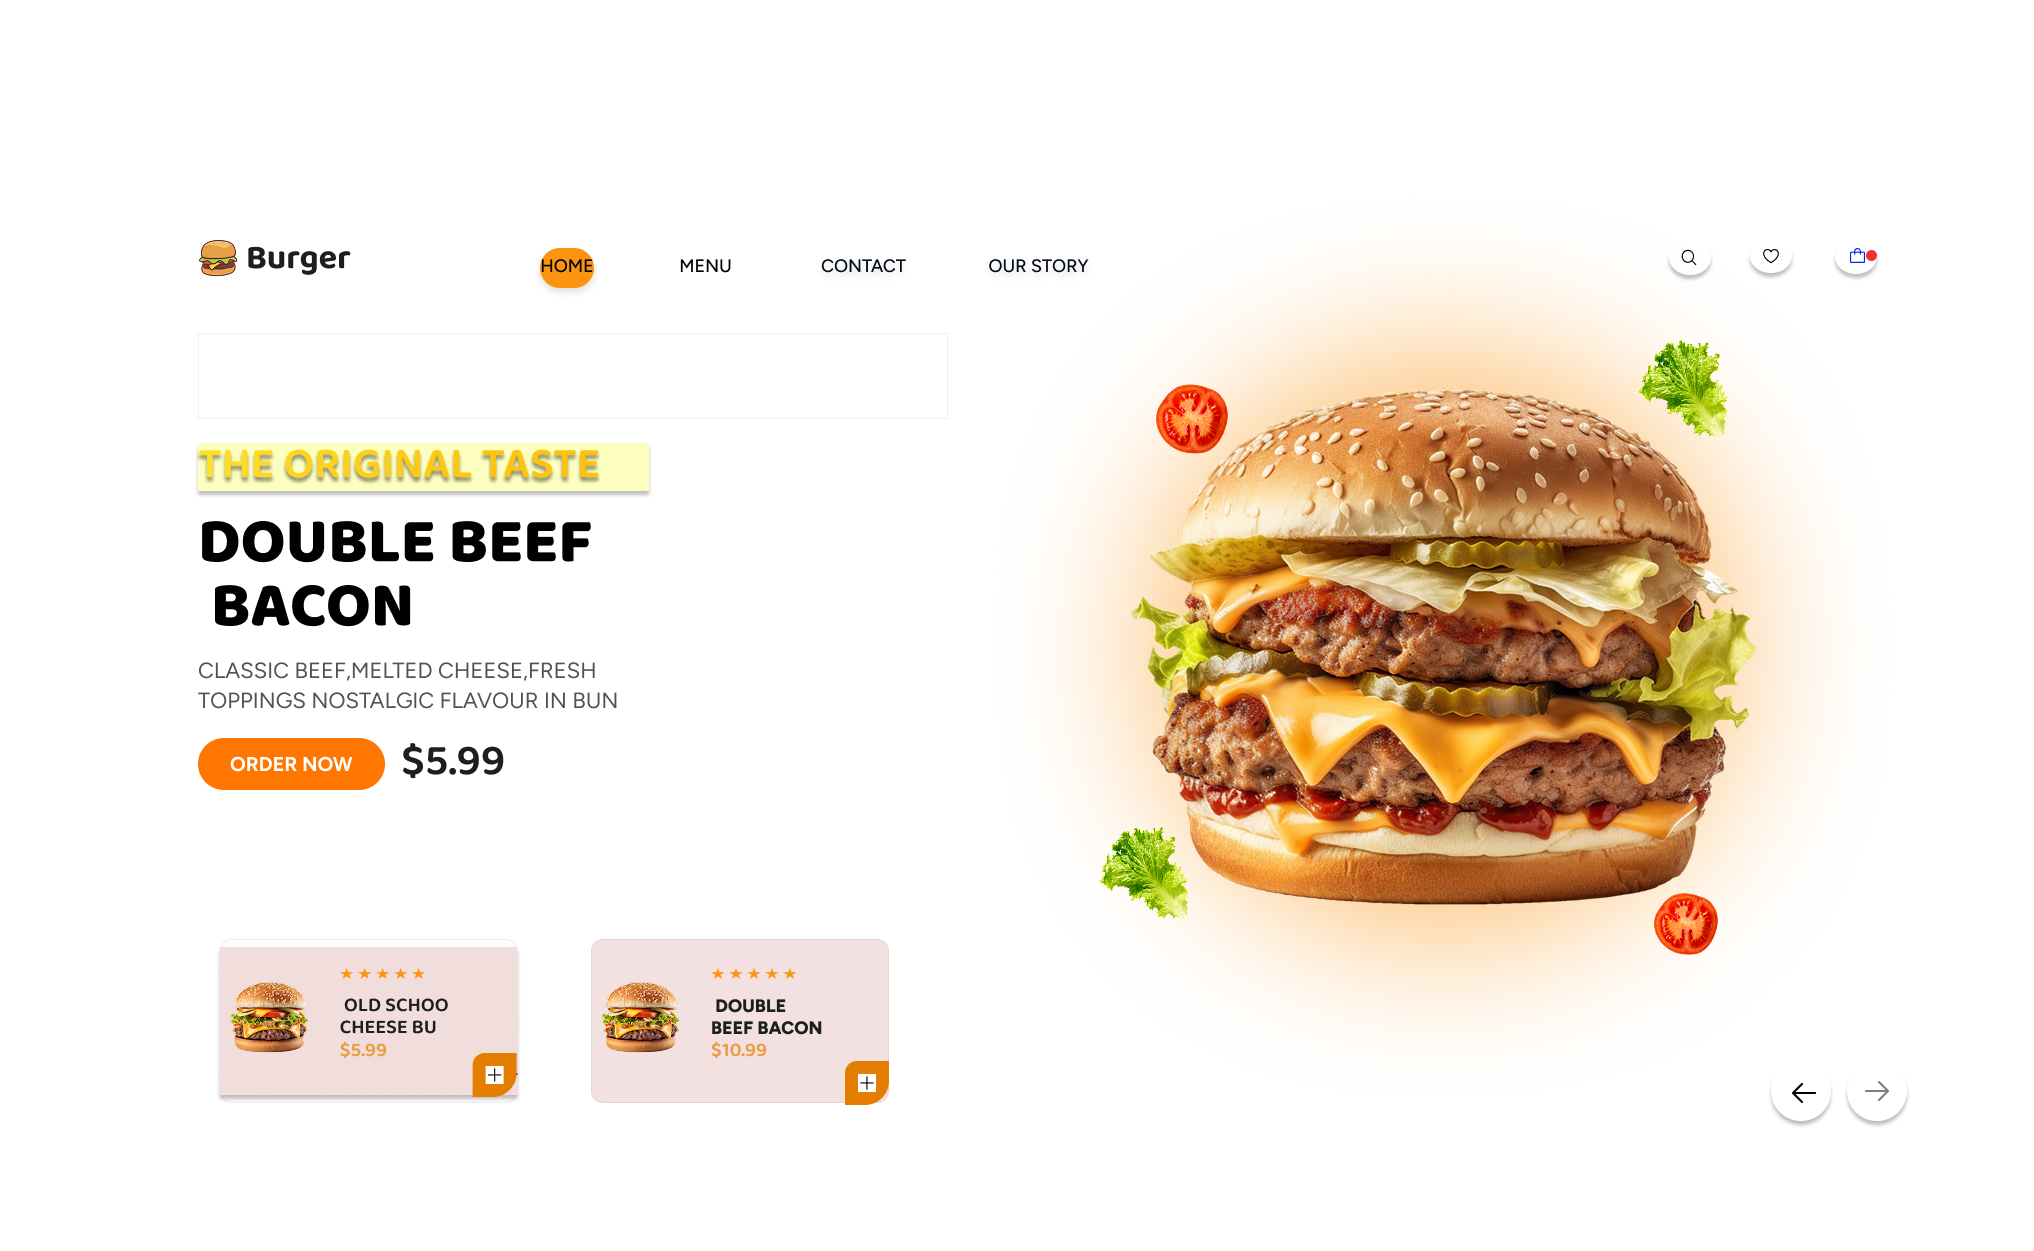 Burger
HOME
MENU
CONTACT
OUR STORY
THE ORIGINAL TASTE
DOUBLE BEEF
BACON
CLASSIC BEEF,MELTED CHEESE,FRESH
TOPPINGS NOSTALGIC FLAVOUR IN BUN
ORDER NOW
$5.99
OLD SCHOO
CHEESE BU
$5.99
DOUBLE
BEEF BACON
$10.99